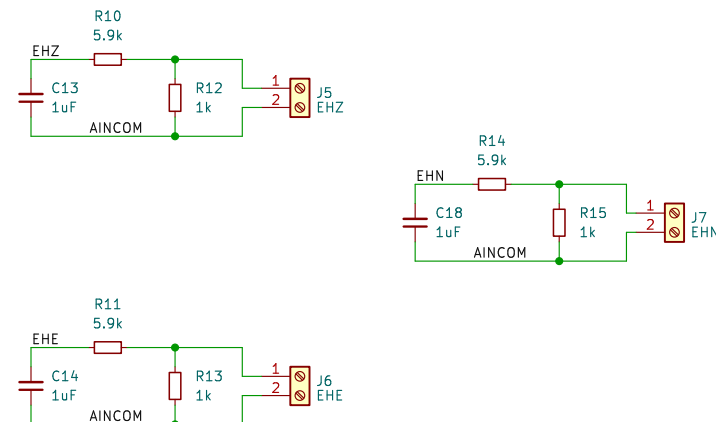 R10
5.9k
EHZ
C13
1uF
R12
1k
1
2
J5
EHZ
AINCOM
R14
5.9k
EHN
C18
1uF
R15
1k
1
2
J7
EHN
AINCOM
R11
5.9k
EHE
C14
1uF
R13
1k
1
2
J6
EHE
AINCOM